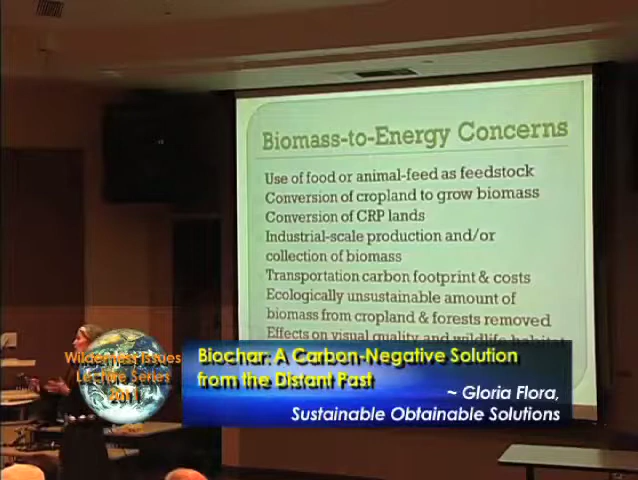 Biomass-to-Energy Concerns
Use of food or animal-feed as feedstock
Conversion of cropland to grow biomass
Conversion of CRP lands
Industrial-scale production and/or
collection of biomass
Transportation carbon footprint & costs
Ecologically unsustainable amount of
biomass from cropland & forests removed
Effects on visual quality and wildlife habitat
Wilderness Issues
Lecture Series
Biochar: A Carbon-Negative Solution
from the Distant Past
~ Gloria Flora,
Sustainable Obtainable Solutions